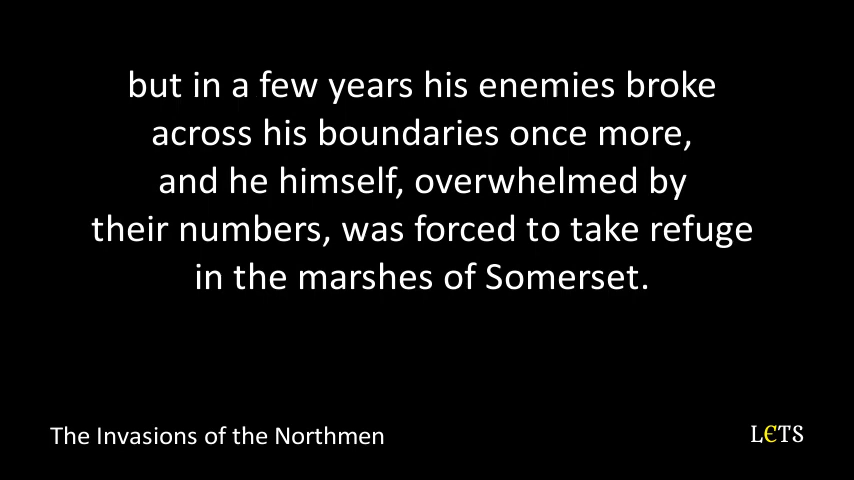 but in a few years his enemies broke
across his boundaries once more,
and he himself, overwhelmed by
their numbers, was forced to take refuge
in the marshes of Somerset.
The Invasions of the Northmen
LETS